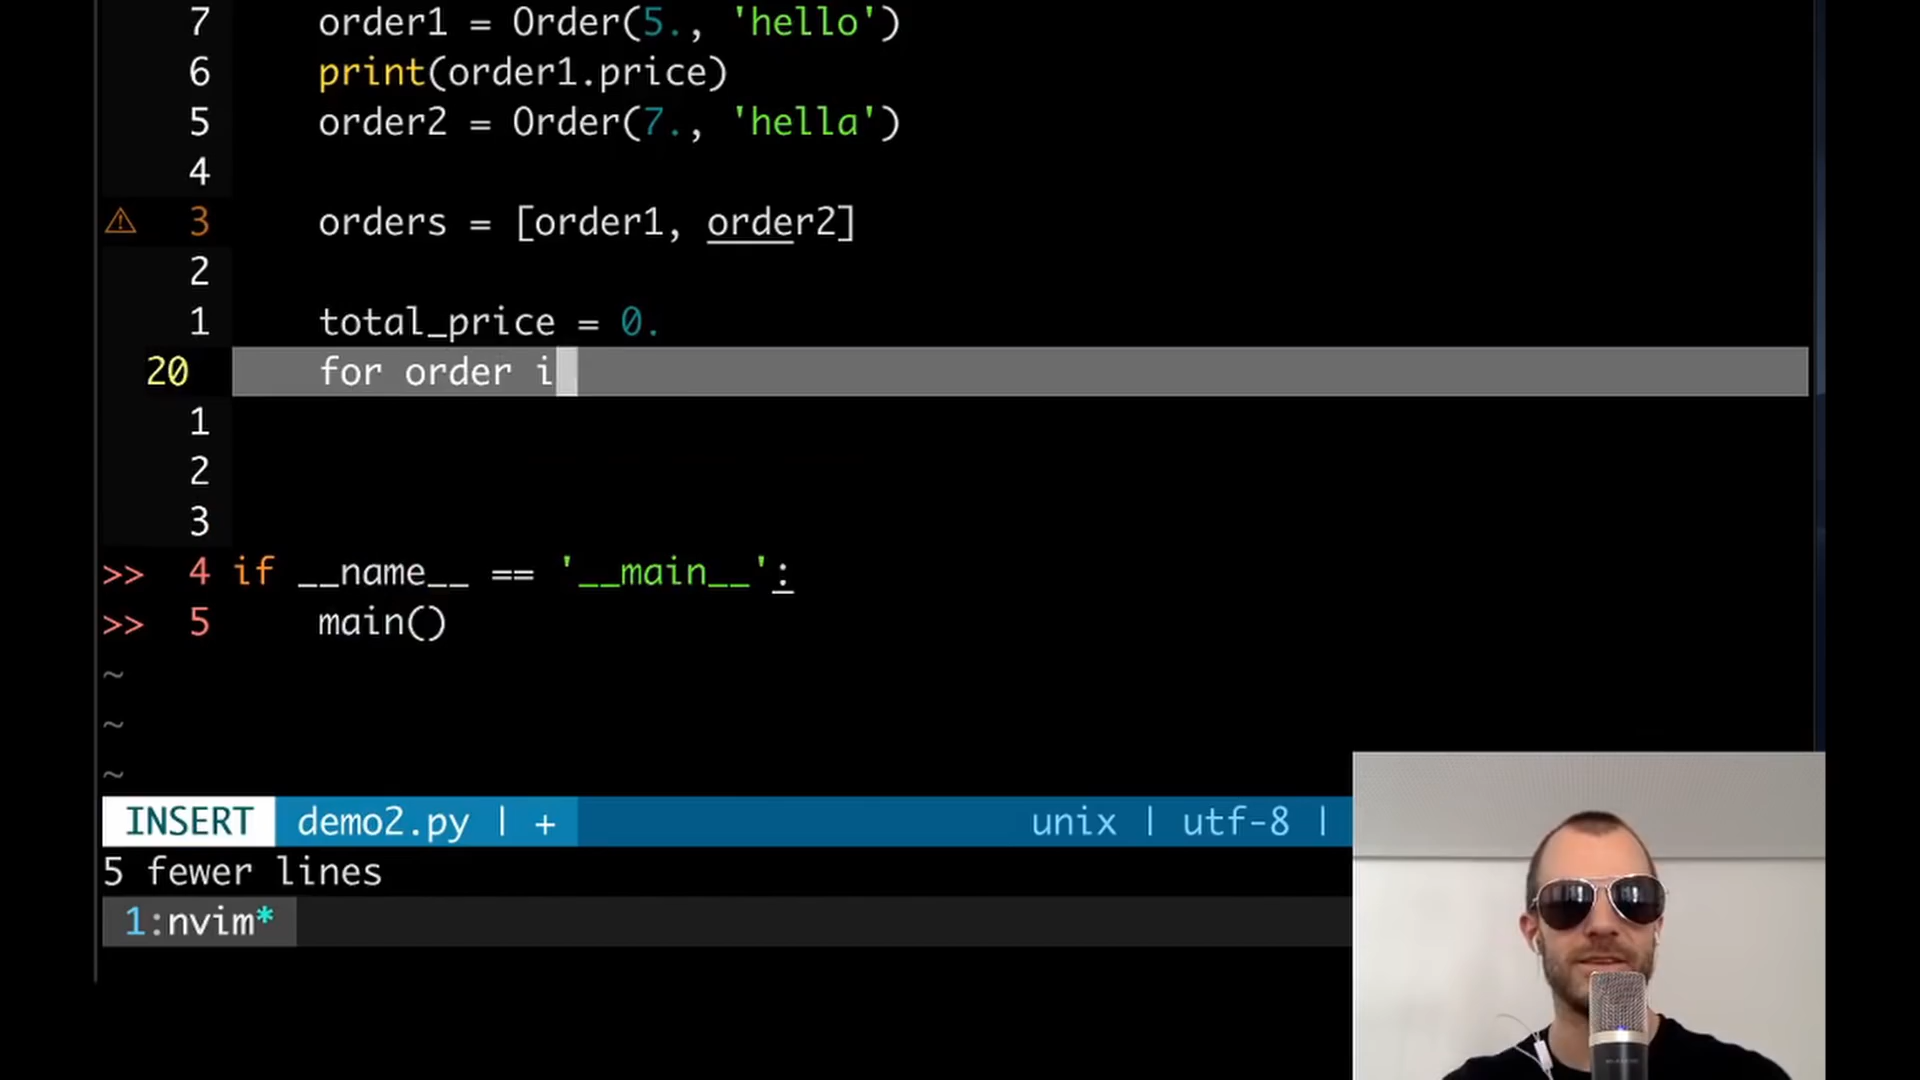 7 order1 = Order(5., 'hello')
6 print(order1.price)
5 order2 = Order(7., 'hella')
4
3 orders = [order1, order2]
2
1 total_price = 0.
20 for order i
1
2
3
>> 4 if __name__ == '__main__':
>> 5 main()
~
~
~
INSERT demo2.py | + unix | utf-8 |
5 fewer lines
1:nvim*